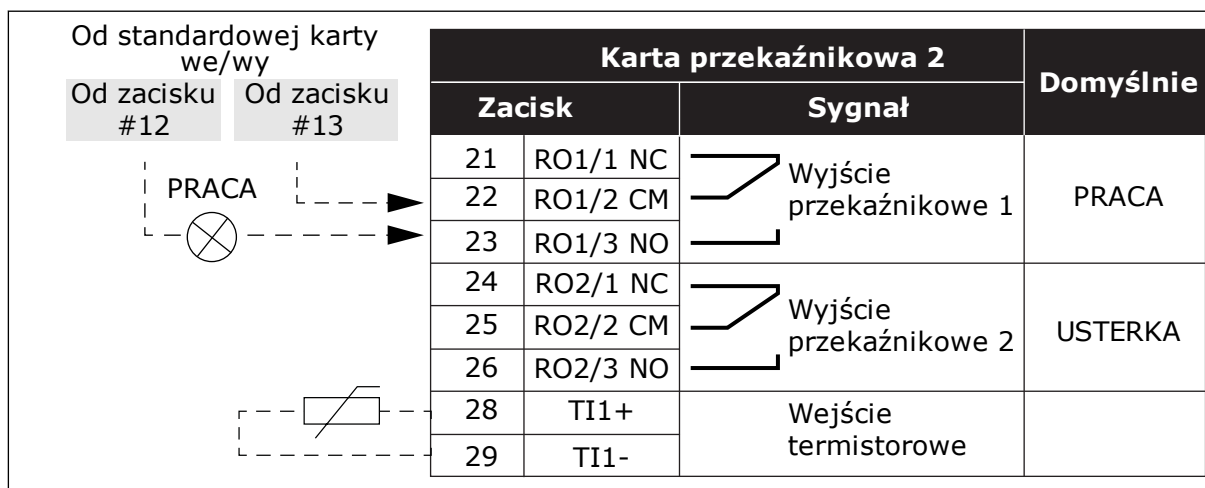 Od standardowej karty
we/wy
Od zacisku
#12
Od zacisku
#13
PRACA
Karta przekaźnikowa 2
Domyślnie
Zacisk
Sygnał
21 RO1/1 NC
22 RO1/2 CM
23 RO1/3 NO
Wyjście
przekaźnikowe 1
PRACA
24 RO2/1 NC
25 RO2/2 CM
26 RO2/3 NO
Wyjście
przekaźnikowe 2
USTERKA
28 TI1+
29 TI1-
Wejście
termistorowe